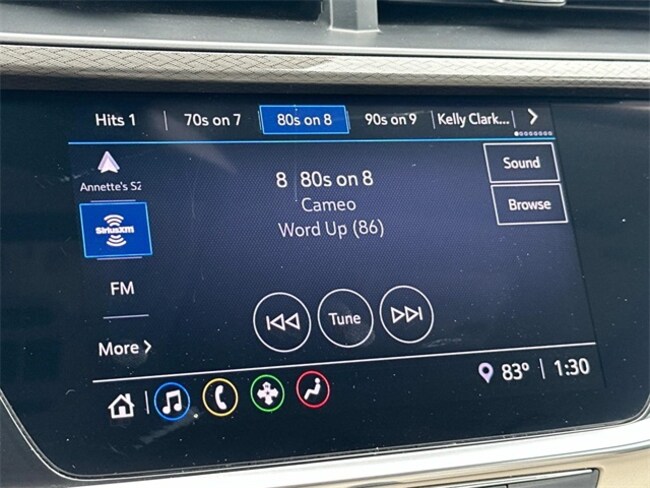 Hits 1 70s on 7 80s on 8 90s on 9 Kelly Clark...
Annette's S2
SiriusXM
FM
More
8 80s on 8
Cameo
Word Up (86)
Tune
Sound
Browse
83° 1:30